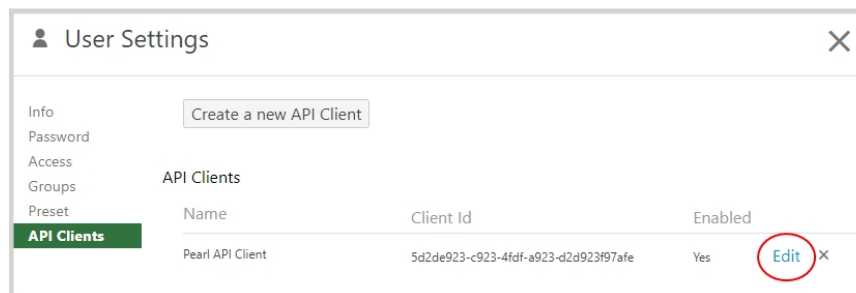 User Settings
Info
Password
Access
Groups
Preset
API Clients
Create a new API Client
API Clients
Name Client Id Enabled
Pearl API Client 5d2de923-c923-4fdf-a923-d2d923f97afe Yes Edit ×